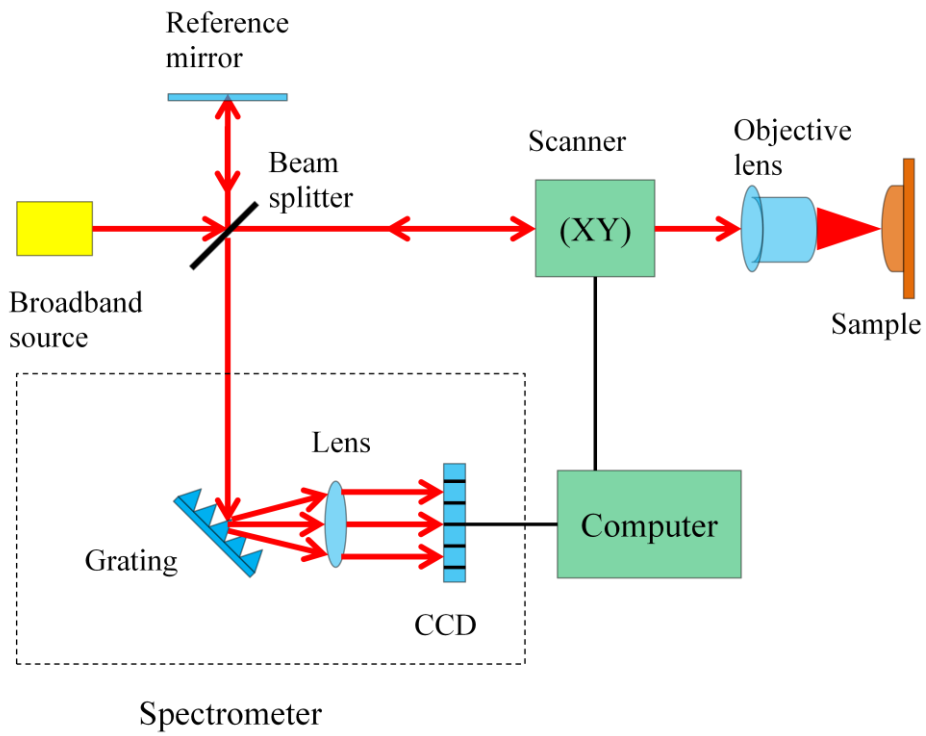 Reference
mirror
Beam
splitter
Scanner
Objective
lens
(XY)
Broadband
source
Sample
Lens
Grating
CCD
Computer
Spectrometer